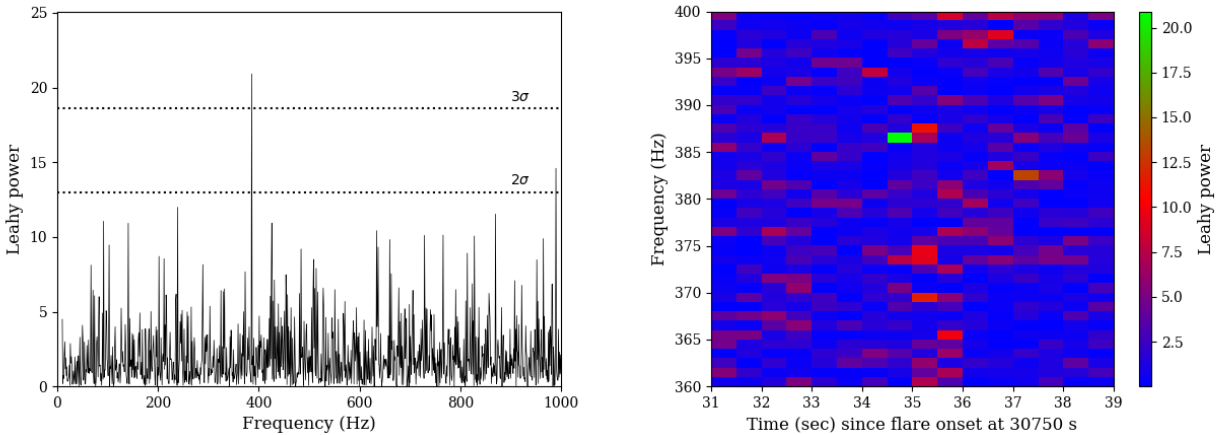 25
20
15
10
5
0
3σ
2σ
Leahy power
0 200 400 600 800 1000
Frequency (Hz)
400
395
390
385
380
375
370
365
360
Frequency (Hz)
31 32 33 34 35 36 37 38 39
Time (sec) since flare onset at 30750 s
20.0
17.5
15.0
12.5
10.0
7.5
5.0
2.5
Leahy power